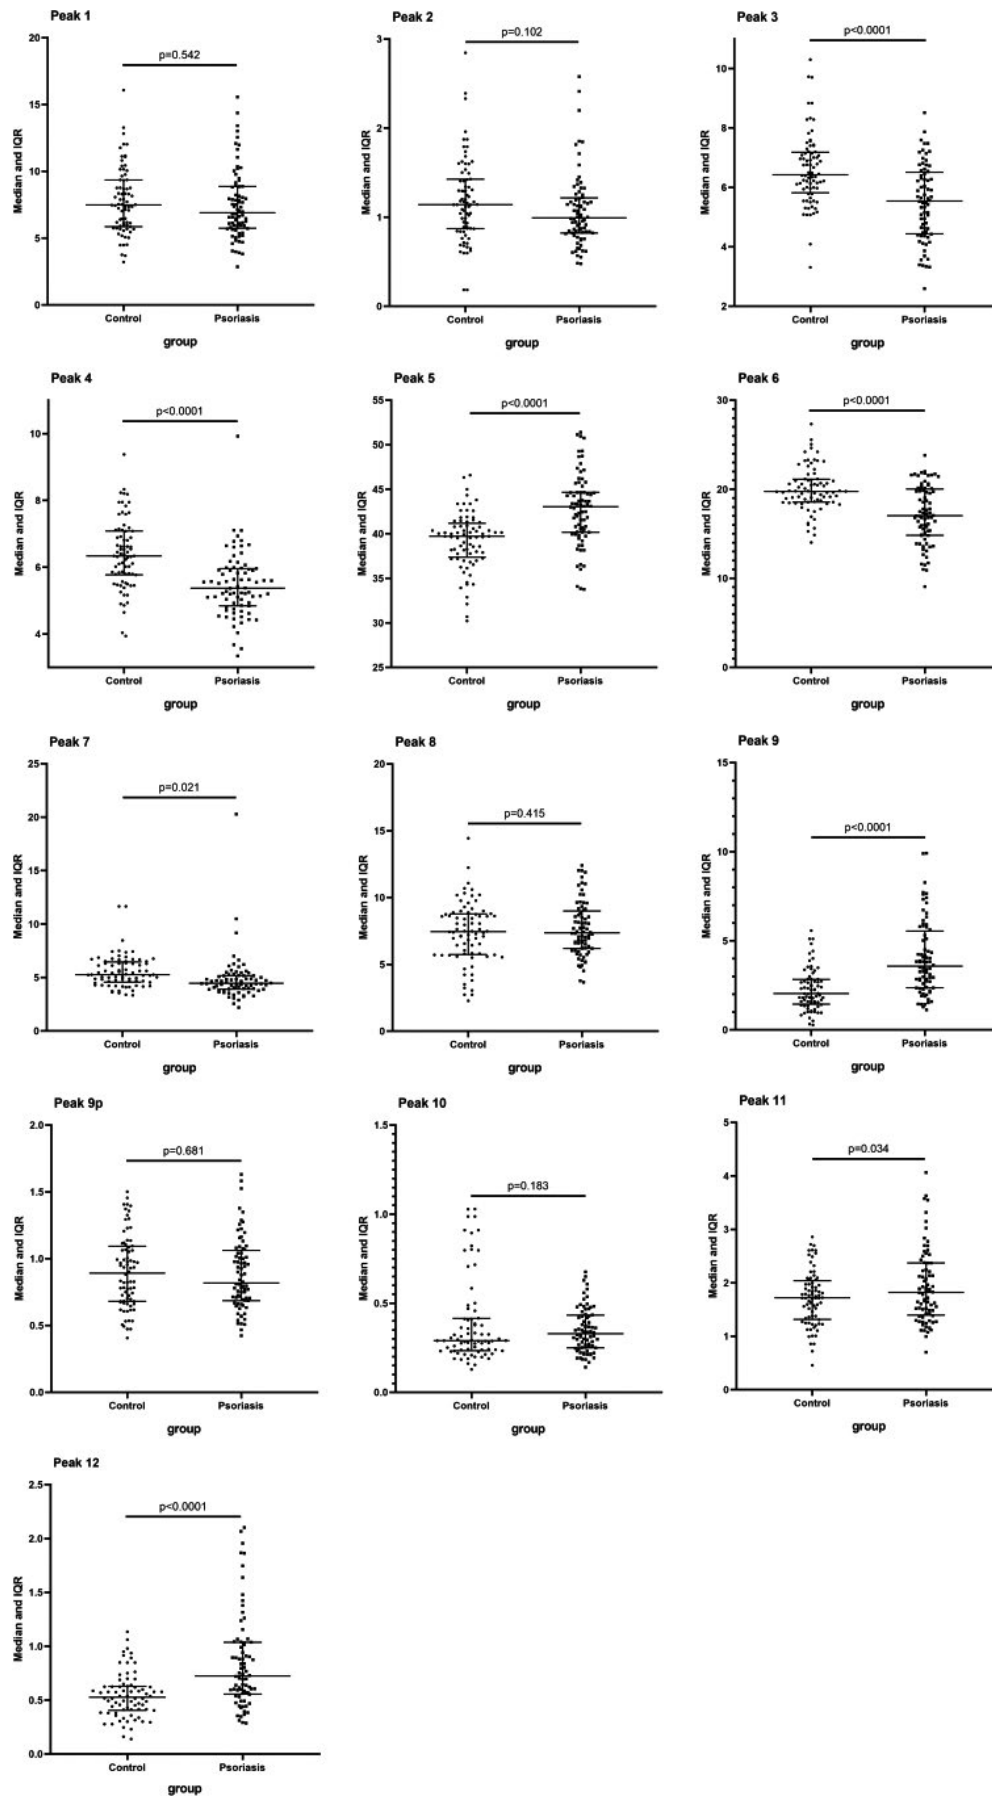 Peak 1
20
15
10
5
0
Median and IQR
p=0.542
Control
Psoriasis
group
Peak 2
3
2
1
0
Median and IQR
p=0.102
Control
Psoriasis
group
Peak 3
10
8
6
4
2
Median and IQR
p<0.0001
Control
Psoriasis
group
Peak 4
10
8
6
4
Median and IQR
p<0.0001
Control
Psoriasis
group
Peak 5
55
50
45
40
35
30
25
Median and IQR
p<0.0001
Control
Psoriasis
group
Peak 6
30
20
10
0
Median and IQR
p<0.0001
Control
Psoriasis
group
Peak 7
25
20
15
10
5
0
Median and IQR
p=0.021
Control
Psoriasis
group
Peak 8
20
15
10
5
0
Median and IQR
p=0.415
Control
Psoriasis
group
Peak 9
15
10
5
0
Median and IQR
p<0.0001
Control
Psoriasis
group
Peak 9p
2.0
1.5
1.0
0.5
0.0
Median and IQR
p=0.681
Control
Psoriasis
group
Peak 10
1.5
1.0
0.5
0.0
Median and IQR
p=0.183
Control
Psoriasis
group
Peak 11
5
4
3
2
1
0
Median and IQR
p=0.034
Control
Psoriasis
group
Peak 12
2.5
2.0
1.5
1.0
0.5
0.0
Median and IQR
p<0.0001
Control
Psoriasis
group